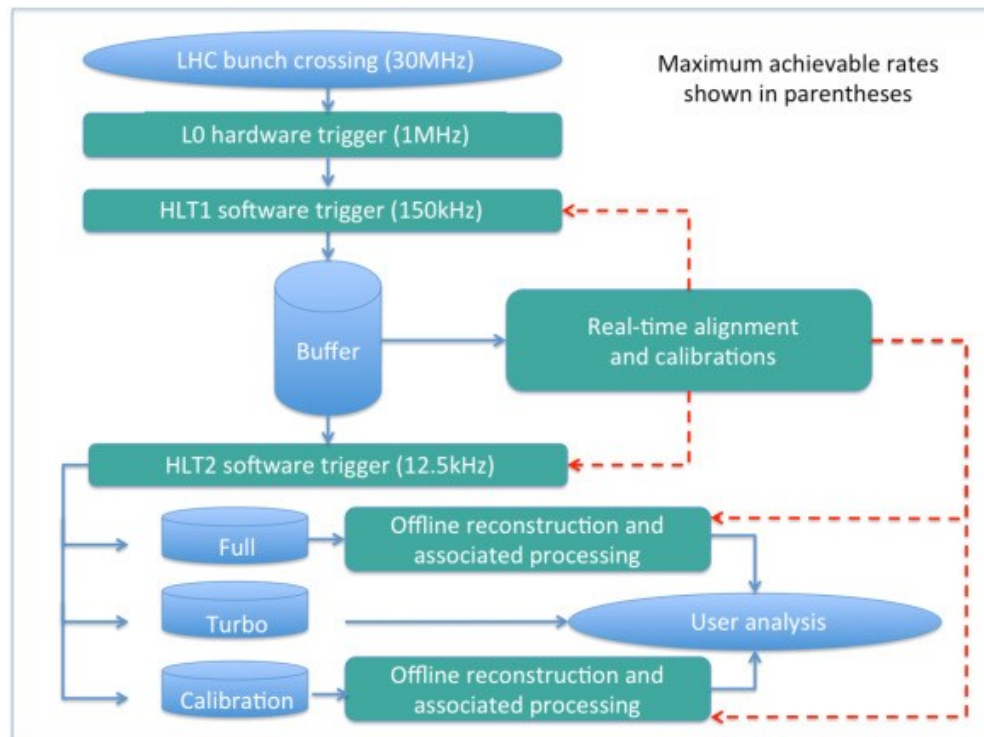 LHC bunch crossing (30MHz)
Maximum achievable rates
shown in parentheses
L0 hardware trigger (1MHz)
HLT1 software trigger (150kHz)
Real-time alignment
and calibrations
Buffer
HLT2 software trigger (12.5kHz)
Full
Offline reconstruction and
associated processing
Turbo
User analysis
Calibration
Offline reconstruction and
associated processing